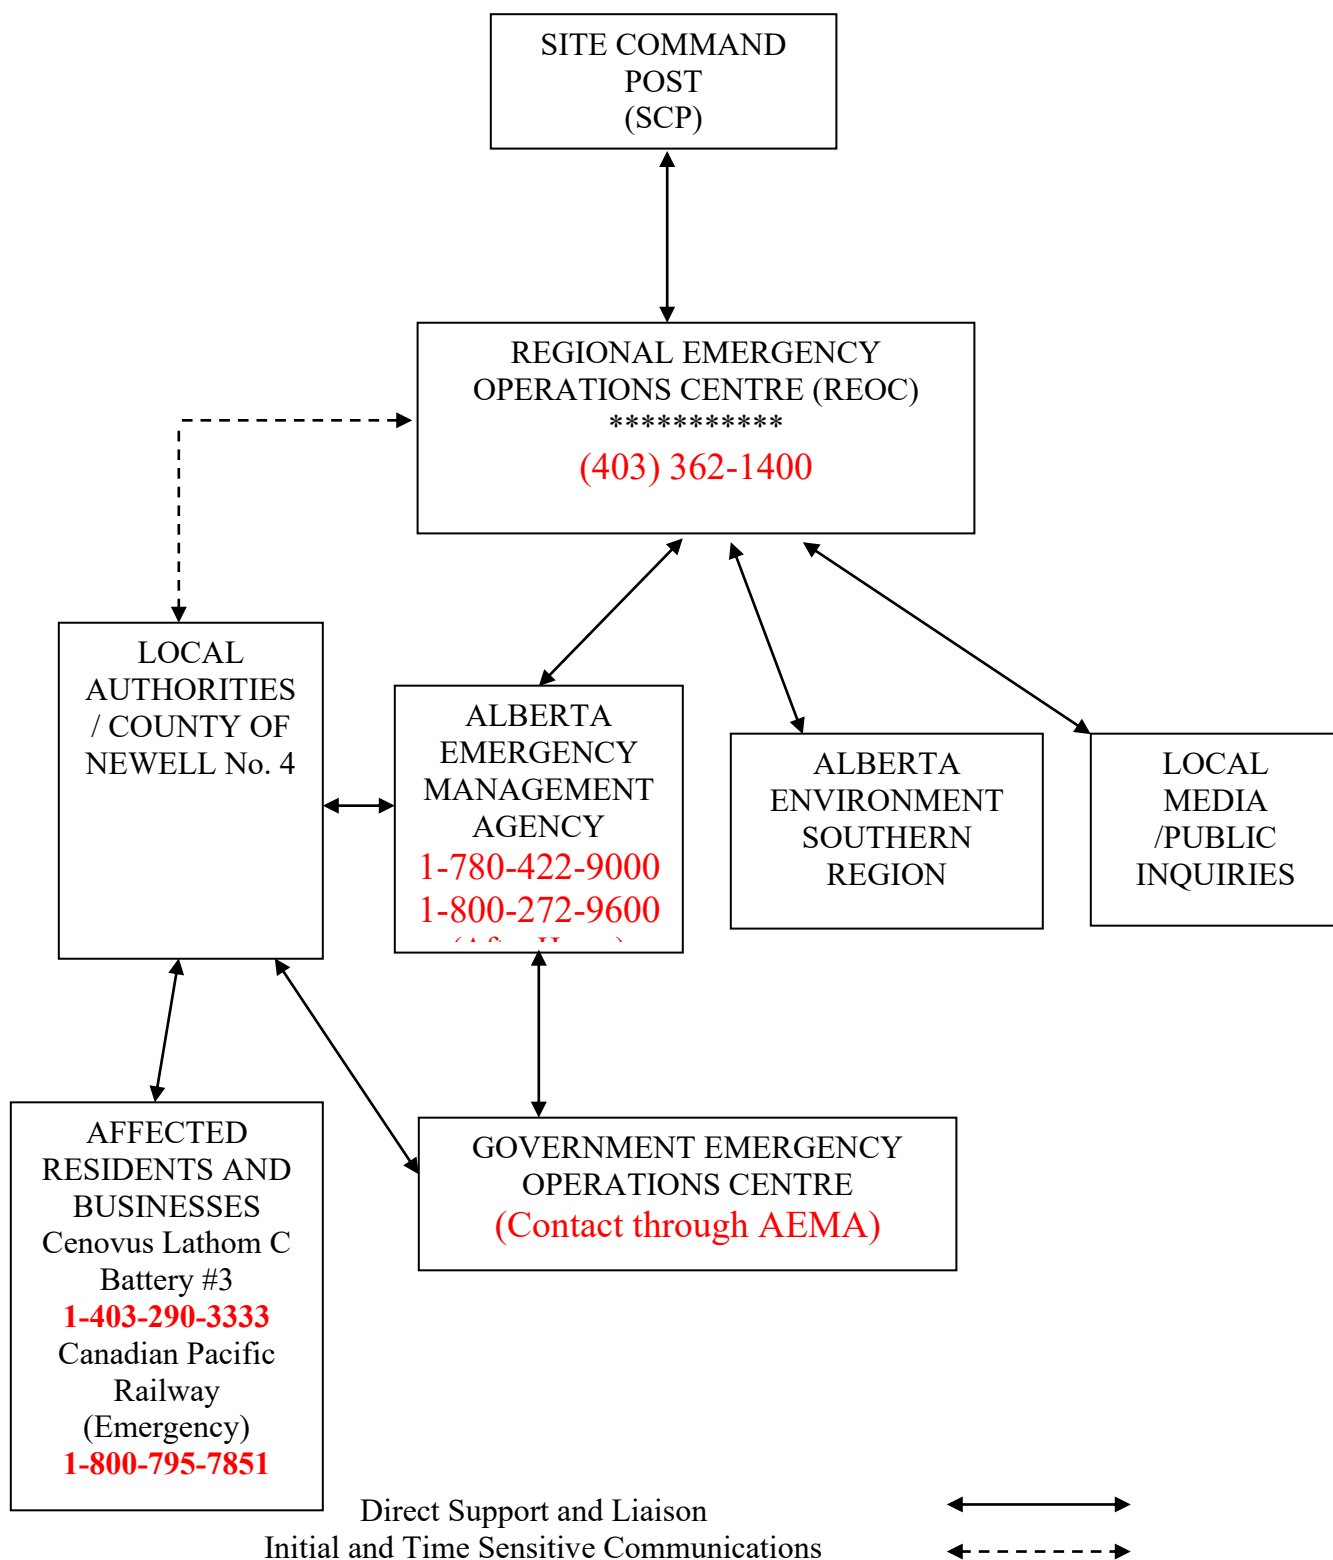 SITE COMMAND
POST
(SCP)
REGIONAL EMERGENCY
OPERATIONS CENTRE (REOC)
***********
(403) 362-1400
LOCAL
AUTHORITIES
/ COUNTY OF
NEWELL No. 4
ALBERTA
EMERGENCY
MANAGEMENT
AGENCY
1-780-422-9000
1-800-272-9600
ALBERTA
ENVIRONMENT
SOUTHERN
REGION
LOCAL
MEDIA
/PUBLIC
INQUIRIES
AFFECTED
RESIDENTS AND
BUSINESSES
Cenovus Lathom C
Battery #3
1-403-290-3333
Canadian Pacific
Railway
(Emergency)
1-800-795-7851
GOVERNMENT EMERGENCY
OPERATIONS CENTRE
(Contact through AEMA)
Direct Support and Liaison
Initial and Time Sensitive Communications